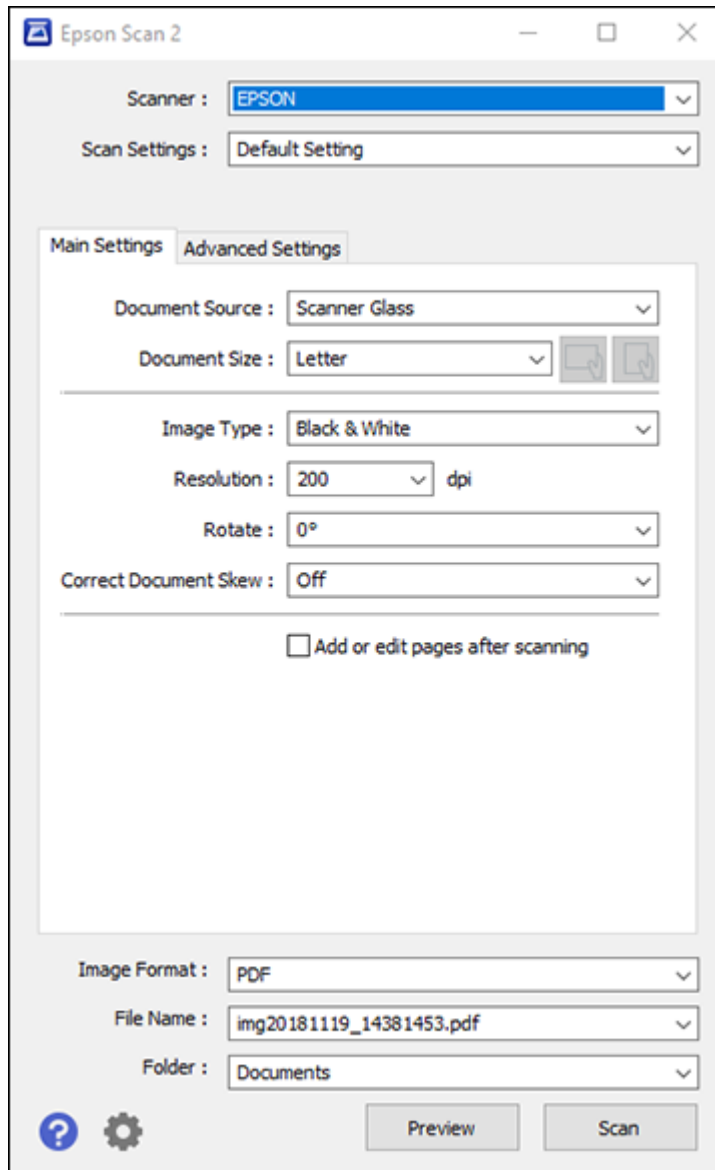 Epson Scan 2
Scanner : EPSON
Scan Settings : Default Setting
Main Settings Advanced Settings
Document Source : Scanner Glass
Document Size : Letter
Image Type : Black & White
Resolution : 200 dpi
Rotate : 0°
Correct Document Skew : Off
Add or edit pages after scanning
Image Format : PDF
File Name : img20181119_14381453.pdf
Folder : Documents
? Preview Scan